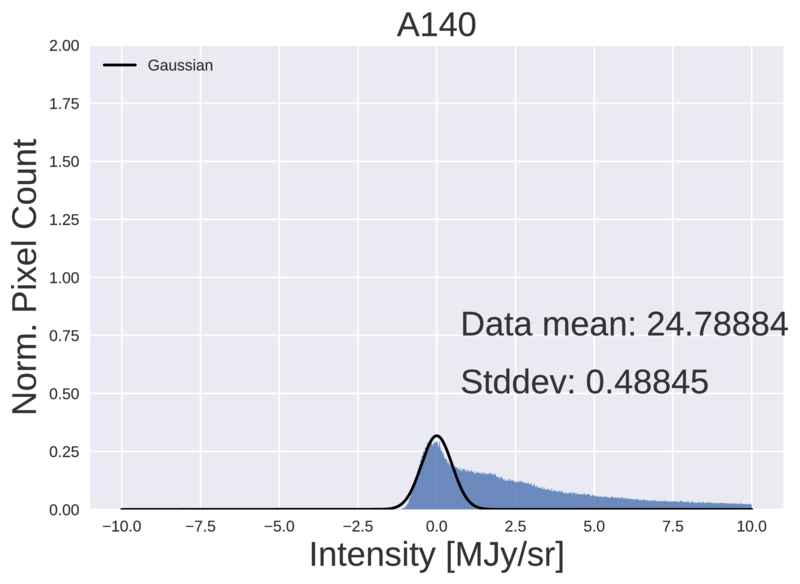 A140
2.00
1.75
1.50
1.25
1.00
0.75
0.50
0.25
0.00
Norm. Pixel Count
Gaussian
Data mean: 24.78884
Stddev: 0.48845
−10.0 −7.5 −5.0 −2.5 0.0 2.5 5.0 7.5 10.0
Intensity [MJy/sr]